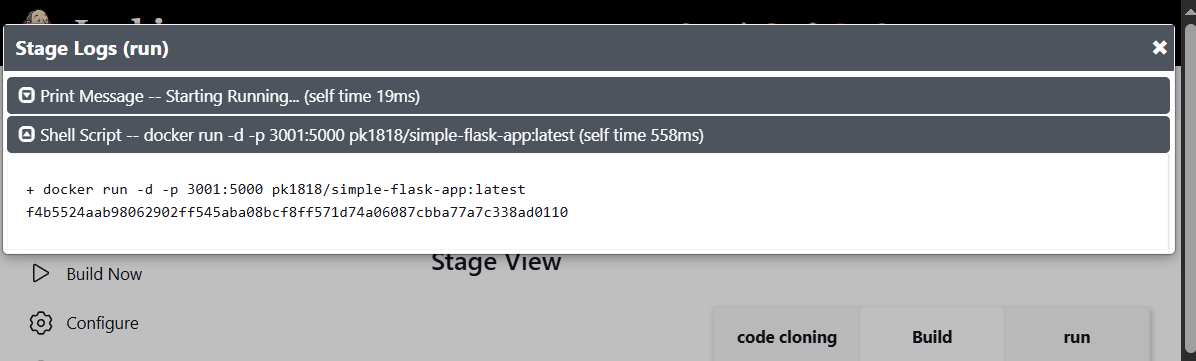 Stage Logs (run)
Print Message -- Starting Running... (self time 19ms)
Shell Script -- docker run -d -p 3001:5000 pk1818/simple-flask-app:latest (self time 558ms)
+ docker run -d -p 3001:5000 pk1818/simple-flask-app:latest
f4b5524aab98062902ff545aba08bcf8ff571d74a06087cbba77a7c338ad0110
Stage View
Build Now
Configure
code cloning Build run